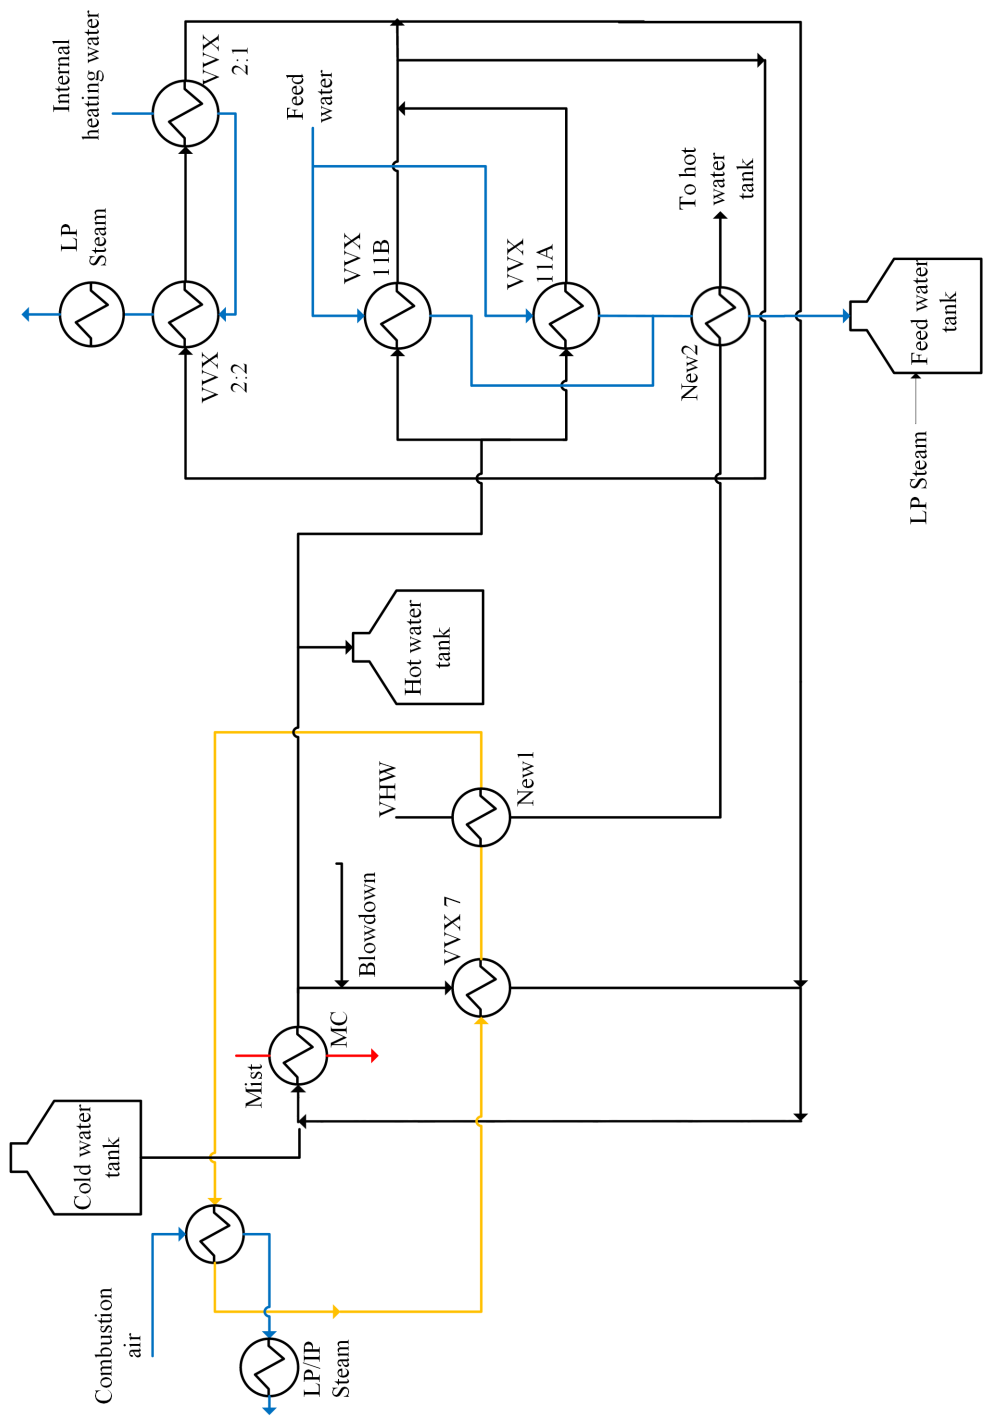 Combustion
air
LP/IP
Steam
Cold water
tank
Mist
MC
Blowdown
VVX 7
VHW
New1
Hot water
tank
LP Steam
Feed water
tank
New2
To hot
water
tank
VVX
2:2
LP
Steam
VVX
11B
VVX
11A
Internal
heating water
VVX
2:1
Feed
water